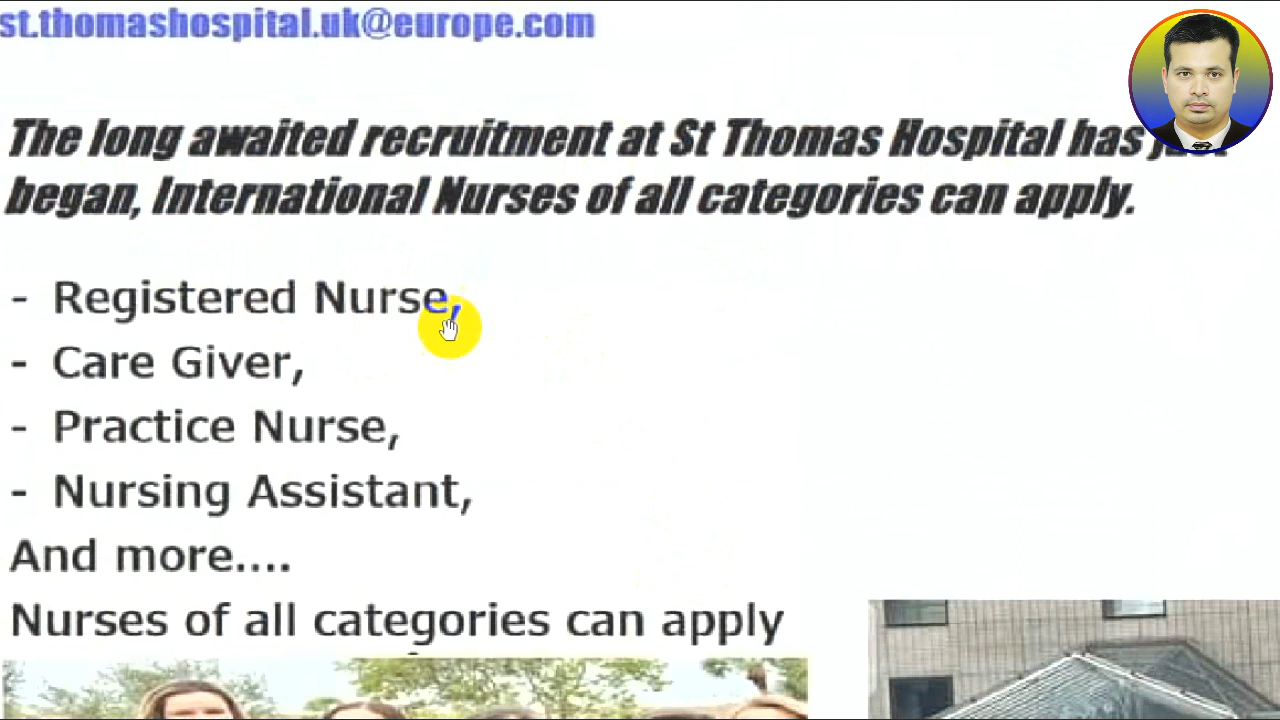 st.thomashospital.uk@europe.com
The long awaited recruitment at St Thomas Hospital has just
began, International Nurses of all categories can apply.
- Registered Nurse,
- Care Giver,
- Practice Nurse,
- Nursing Assistant,
And more....
Nurses of all categories can apply